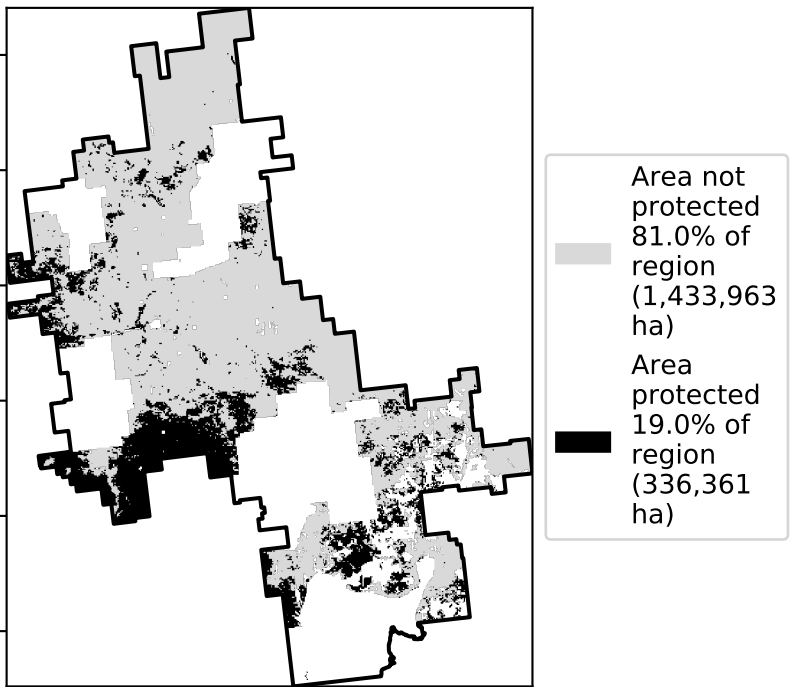 Area not
protected
81.0% of
region
(1,433,963
ha)
Area
protected
19.0% of
region
(336,361
ha)